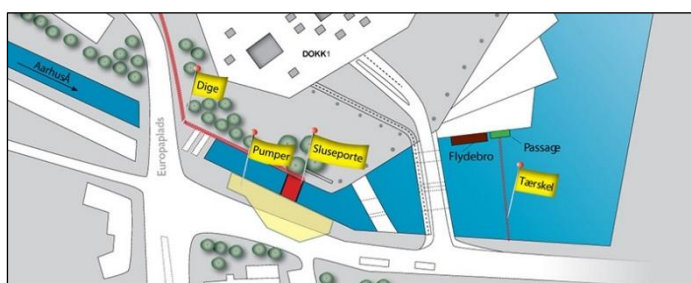 DOKK1
AarhusÅ
Dige
Europaplads
Pumper
Sluseporte
Flydebro
Passage
Tærskel